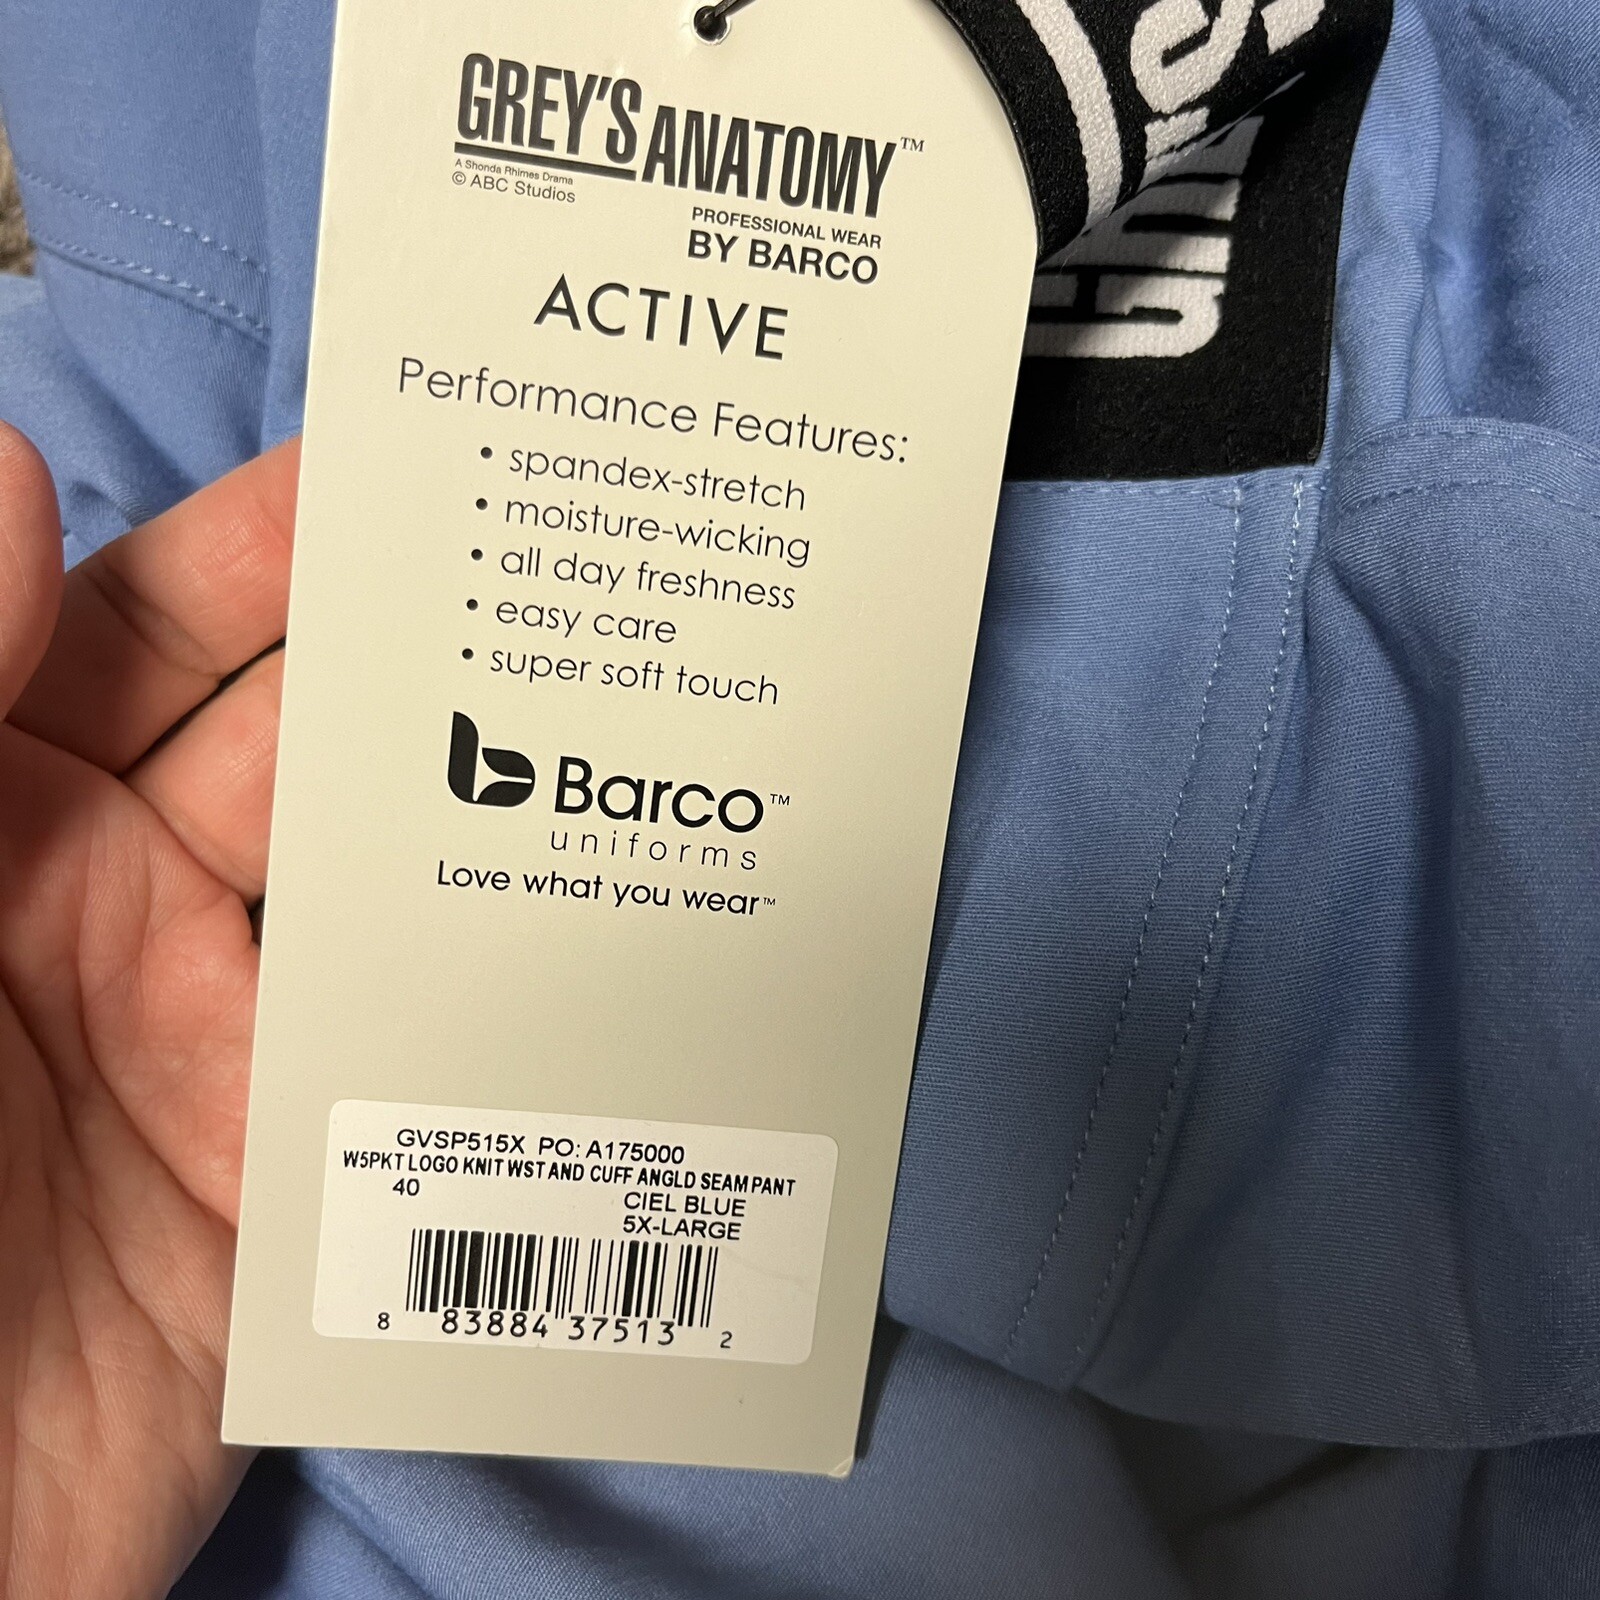 GREY'S ANATOMY™
A Shonda Rhimes Drama
© ABC Studios
PROFESSIONAL WEAR
BY BARCO
ACTIVE
Performance Features:
• spandex-stretch
• moisture-wicking
• all day freshness
• easy care
• super soft touch
Barco™
uniforms
Love what you wear™
GVSP515X PO: A175000
W5PKT LOGO KNIT WST AND CUFF ANGLD SEAM PANT
40 CIEL BLUE
5X-LARGE
8 83884 37513 2